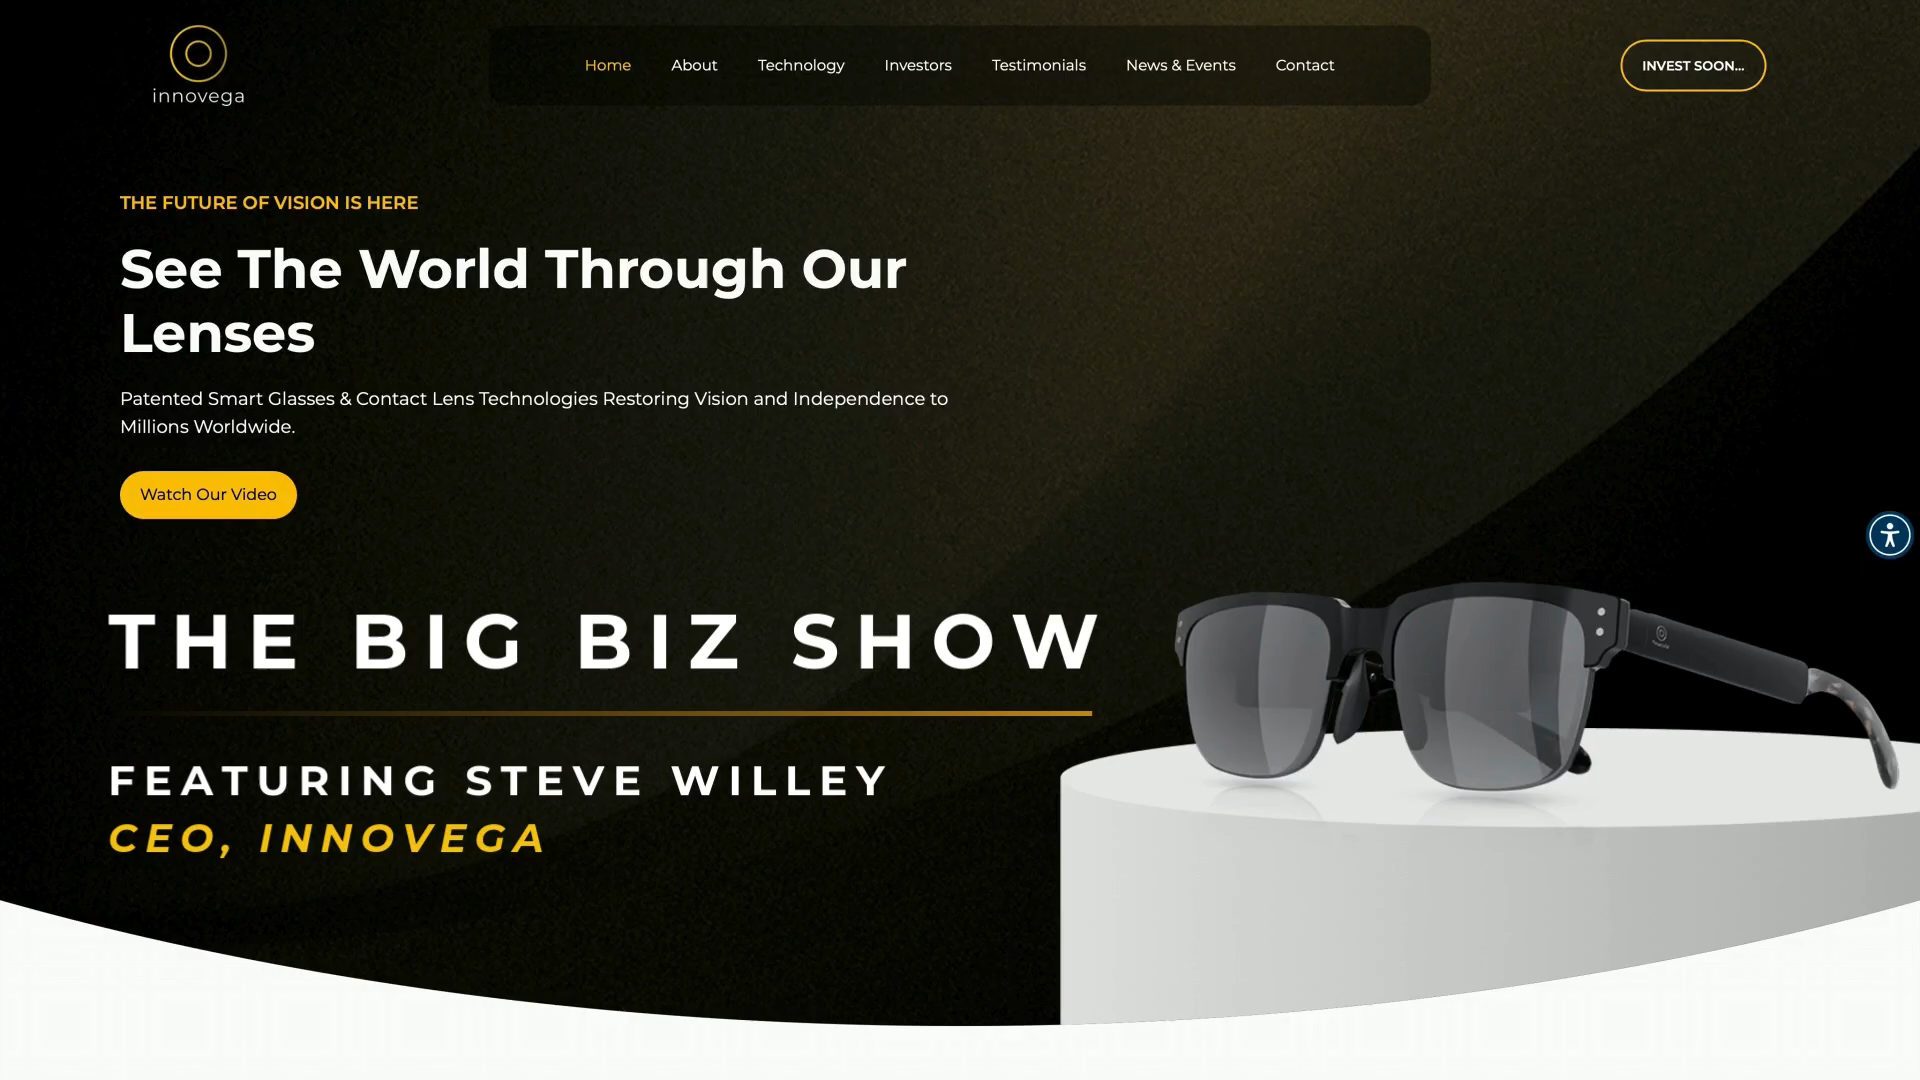 innovega
Home
About
Technology
Investors
Testimonials
News & Events
Contact
INVEST SOON...
THE FUTURE OF VISION IS HERE
See The World Through Our
Lenses
Patented Smart Glasses & Contact Lens Technologies Restoring Vision and Independence to
Millions Worldwide.
Watch Our Video
THE BIG BIZ SHOW
FEATURING STEVE WILLEY
CEO, INNOVEGA